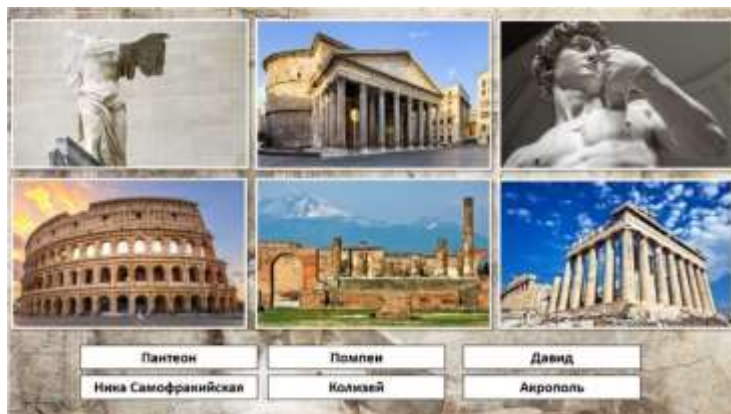 Пантеон
Помпеи
Давид
Ника Самофракийская
Колизей
Акрополь